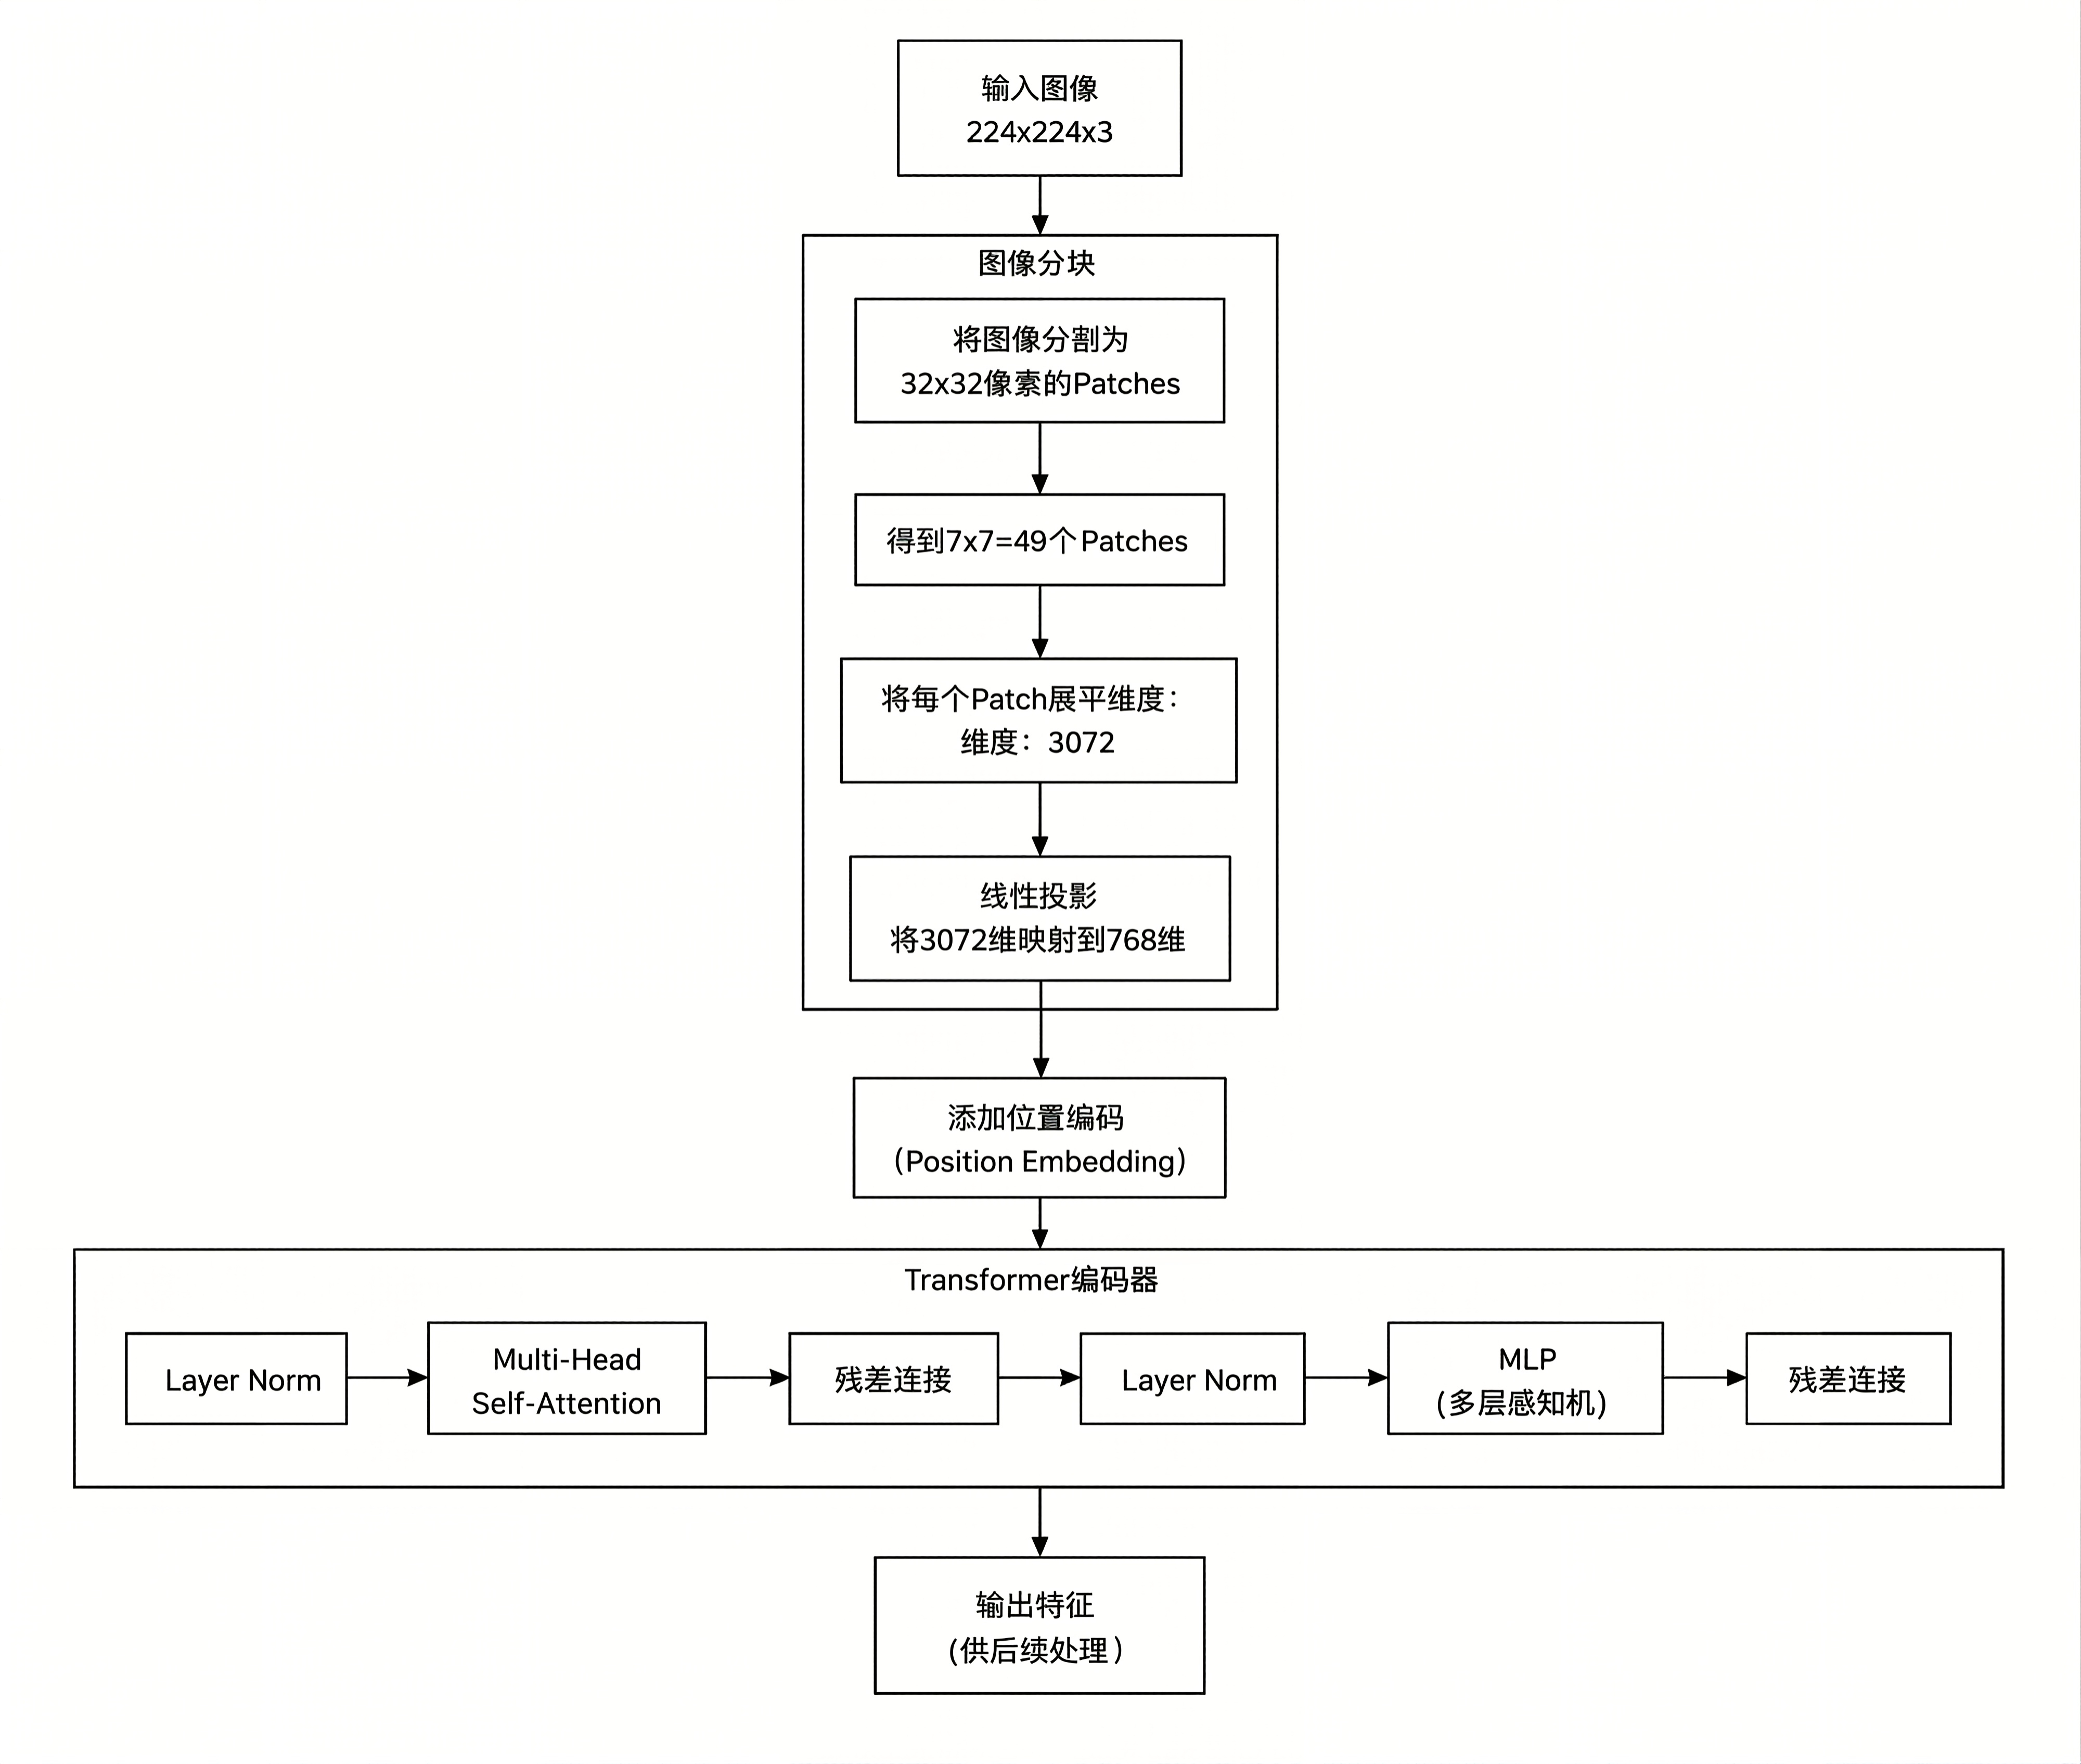 输入图像
224x224x3
图像分块
将图像分割为
32x32像素的Patches
得到7x7=49个Patches
将每个Patch展平维度：
维度：3072
线性投影
将3072维映射到768维
添加位置编码
（Position Embedding）
Transformer编码器
Layer Norm
Multi-Head
Self-Attention
残差连接
Layer Norm
MLP
(多层感知机)
残差连接
输出特征
(供后续处理)